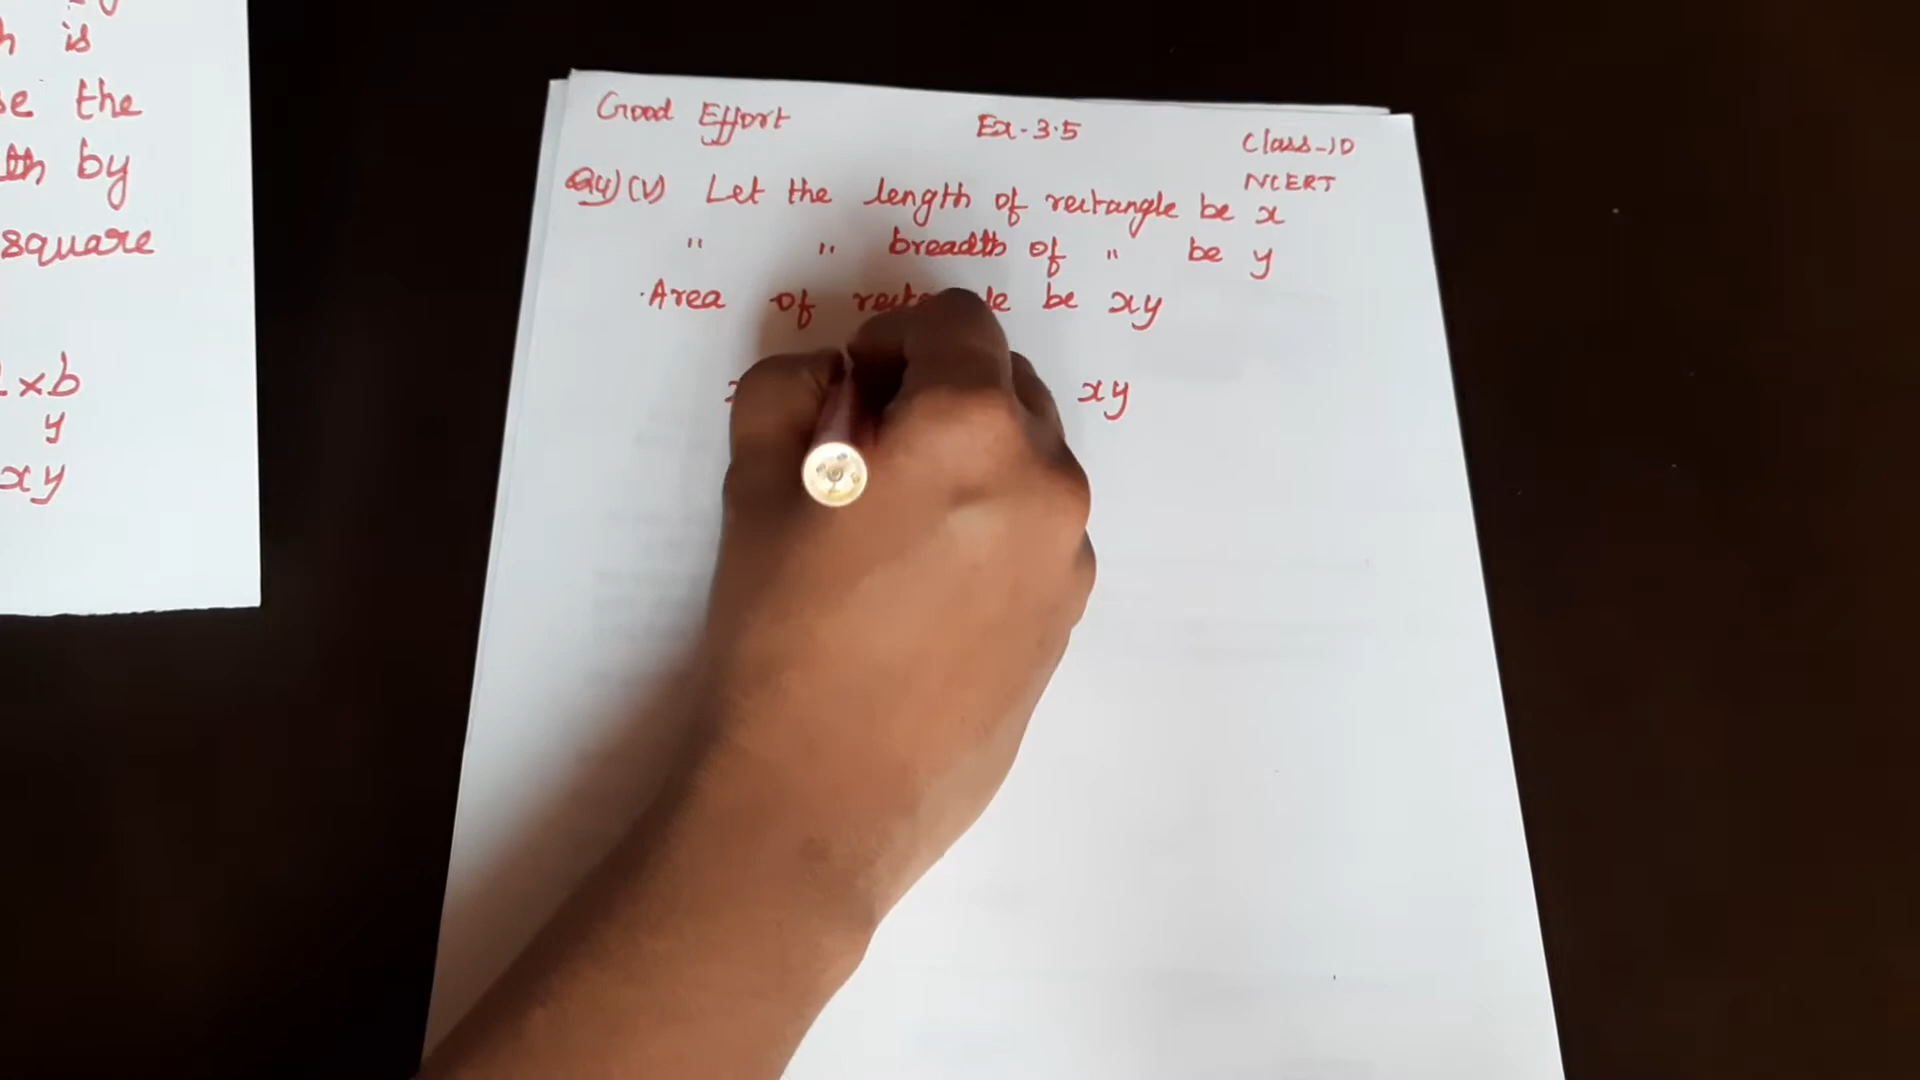 is
the
by
square
×b
y
xy
Good Effort Ex-3.5 Class-10
NCERT
Q4)(V) Let the length of rectangle be x
" " breadth of " be y
Area of rectangle be xy
xy